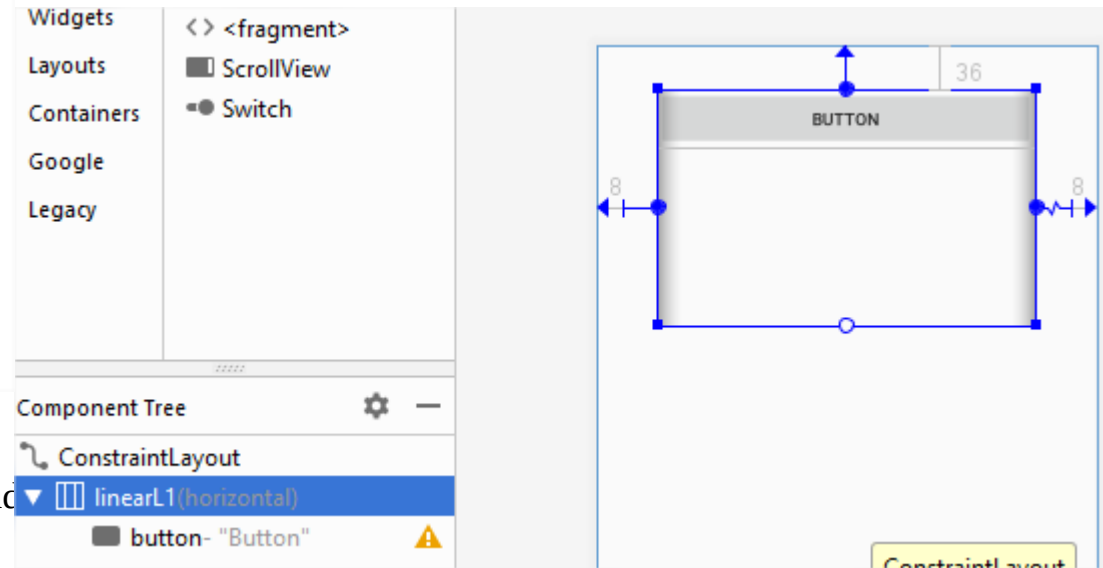 Widgets
Layouts
Containers
Google
Legacy
<> <fragment>
ScrollView
Switch
36
BUTTON
8
8
Component Tree
ConstraintLayout
linearL1(horizontal)
button- "Button"
ConstraintLayout